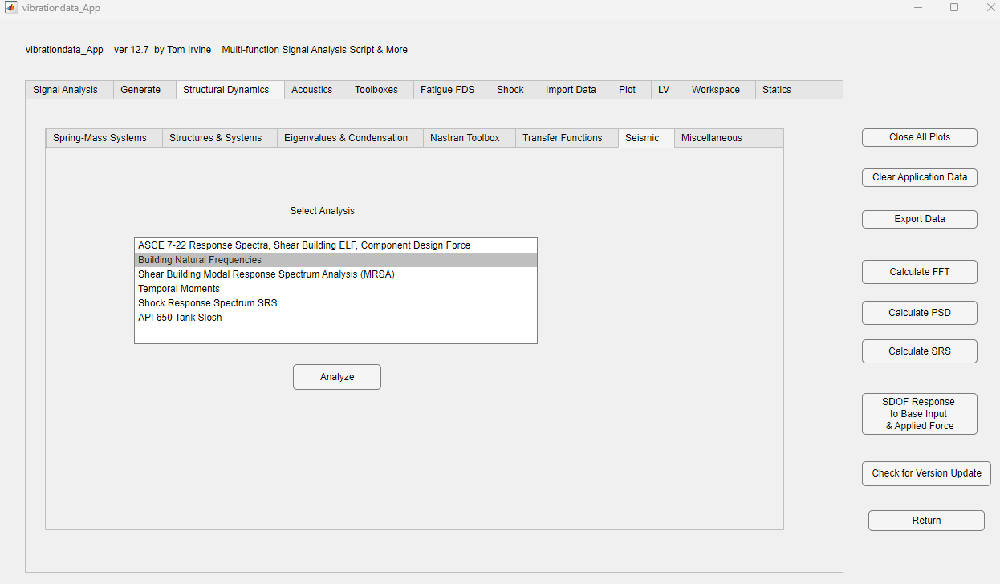 vibrationdata_App
vibrationdata_App ver 12.7 by Tom Irvine Multi-function Signal Analysis Script & More
Signal Analysis Generate Structural Dynamics Acoustics Toolboxes Fatigue FDS Shock Import Data Plot LV Workspace Statics
Spring-Mass Systems Structures & Systems Eigenvalues & Condensation Nastran Toolbox Transfer Functions Seismic Miscellaneous
Select Analysis
ASCE 7-22 Response Spectra, Shear Building ELF, Component Design Force
Building Natural Frequencies
Shear Building Modal Response Spectrum Analysis (MRSA)
Temporal Moments
Shock Response Spectrum SRS
API 650 Tank Slosh
Analyze
Close All Plots
Clear Application Data
Export Data
Calculate FFT
Calculate PSD
Calculate SRS
SDOF Response
to Base Input
& Applied Force
Check for Version Update
Return